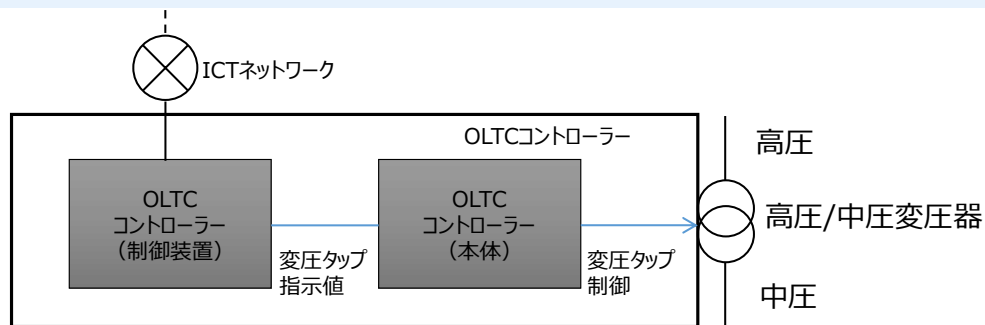 ICTネットワーク
OLTCコントローラー
高圧
OLTC
コントローラー
（制御装置）
変圧タップ
指示値
OLTC
コントローラー
（本体）
変圧タップ
制御
高圧/中圧変圧器
中圧